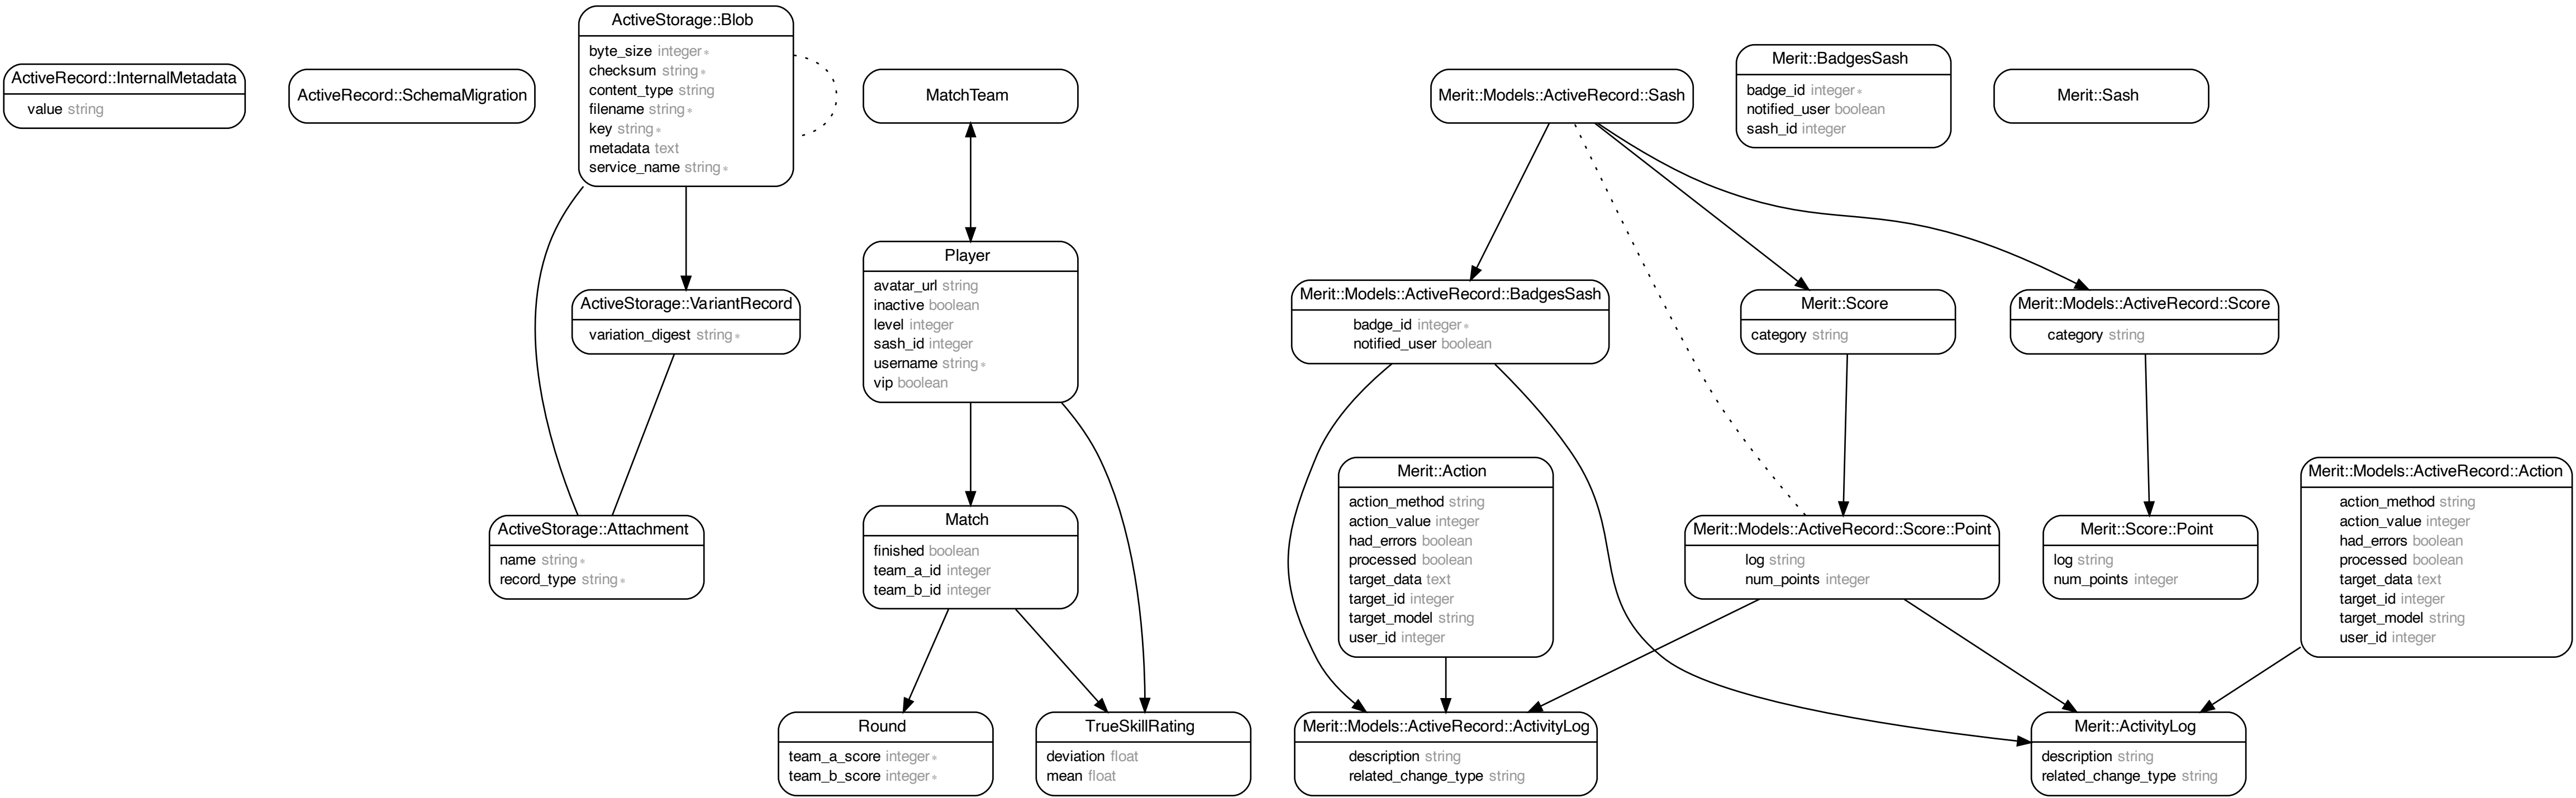 ActiveRecord::InternalMetadata
value string
ActiveRecord::SchemaMigration
ActiveStorage::Blob
byte_size integer*
checksum string*
content_type string
filename string*
key string*
metadata text
service_name string*
MatchTeam
Merit::Models::ActiveRecord::Sash
Merit::BadgesSash
badge_id integer*
notified_user boolean
sash_id integer
Merit::Sash
Player
avatar_url string
inactive boolean
level integer
sash_id integer
username string*
vip boolean
ActiveStorage::VariantRecord
variation_digest string*
Merit::Models::ActiveRecord::BadgesSash
badge_id integer*
notified_user boolean
Merit::Score
category string
Merit::Models::ActiveRecord::Score
category string
ActiveStorage::Attachment
name string*
record_type string*
Match
finished boolean
team_a_id integer
team_b_id integer
Merit::Action
action_method string
action_value integer
had_errors boolean
processed boolean
target_data text
target_id integer
target_model string
user_id integer
Merit::Models::ActiveRecord::Score::Point
log string
num_points integer
Merit::Score::Point
log string
num_points integer
Merit::Models::ActiveRecord::Action
action_method string
action_value integer
had_errors boolean
processed boolean
target_data text
target_id integer
target_model string
user_id integer
Round
team_a_score integer*
team_b_score integer*
TrueSkillRating
deviation float
mean float
Merit::Models::ActiveRecord::ActivityLog
description string
related_change_type string
Merit::ActivityLog
description string
related_change_type string